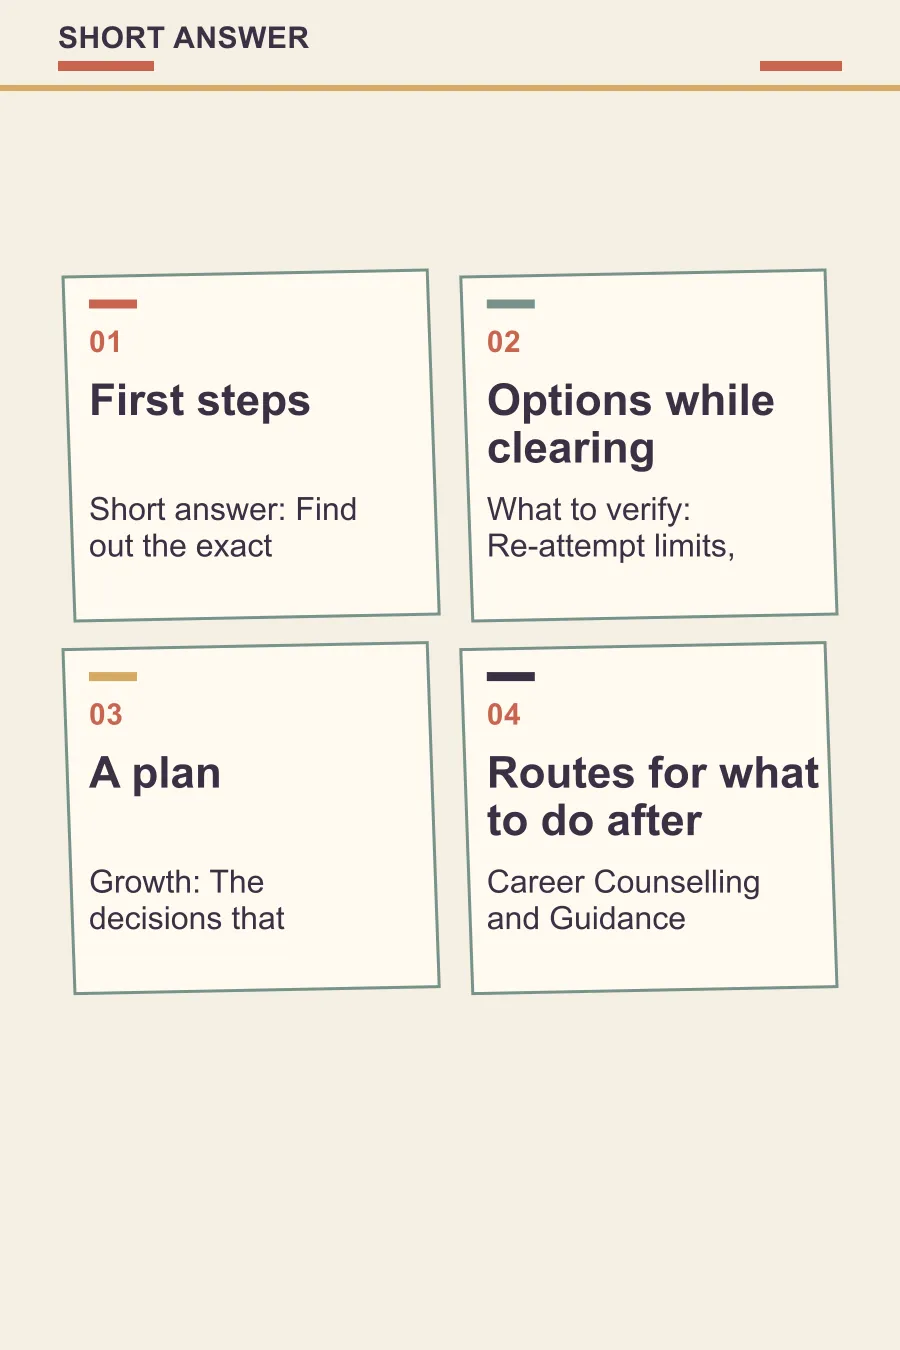 SHORT ANSWER
01
First steps
Short answer: Find
out the exact
02
Options while
clearing
What to verify:
Re-attempt limits,
03
A plan
Growth: The
decisions that
04
Routes for what
to do after
Career Counselling
and Guidance